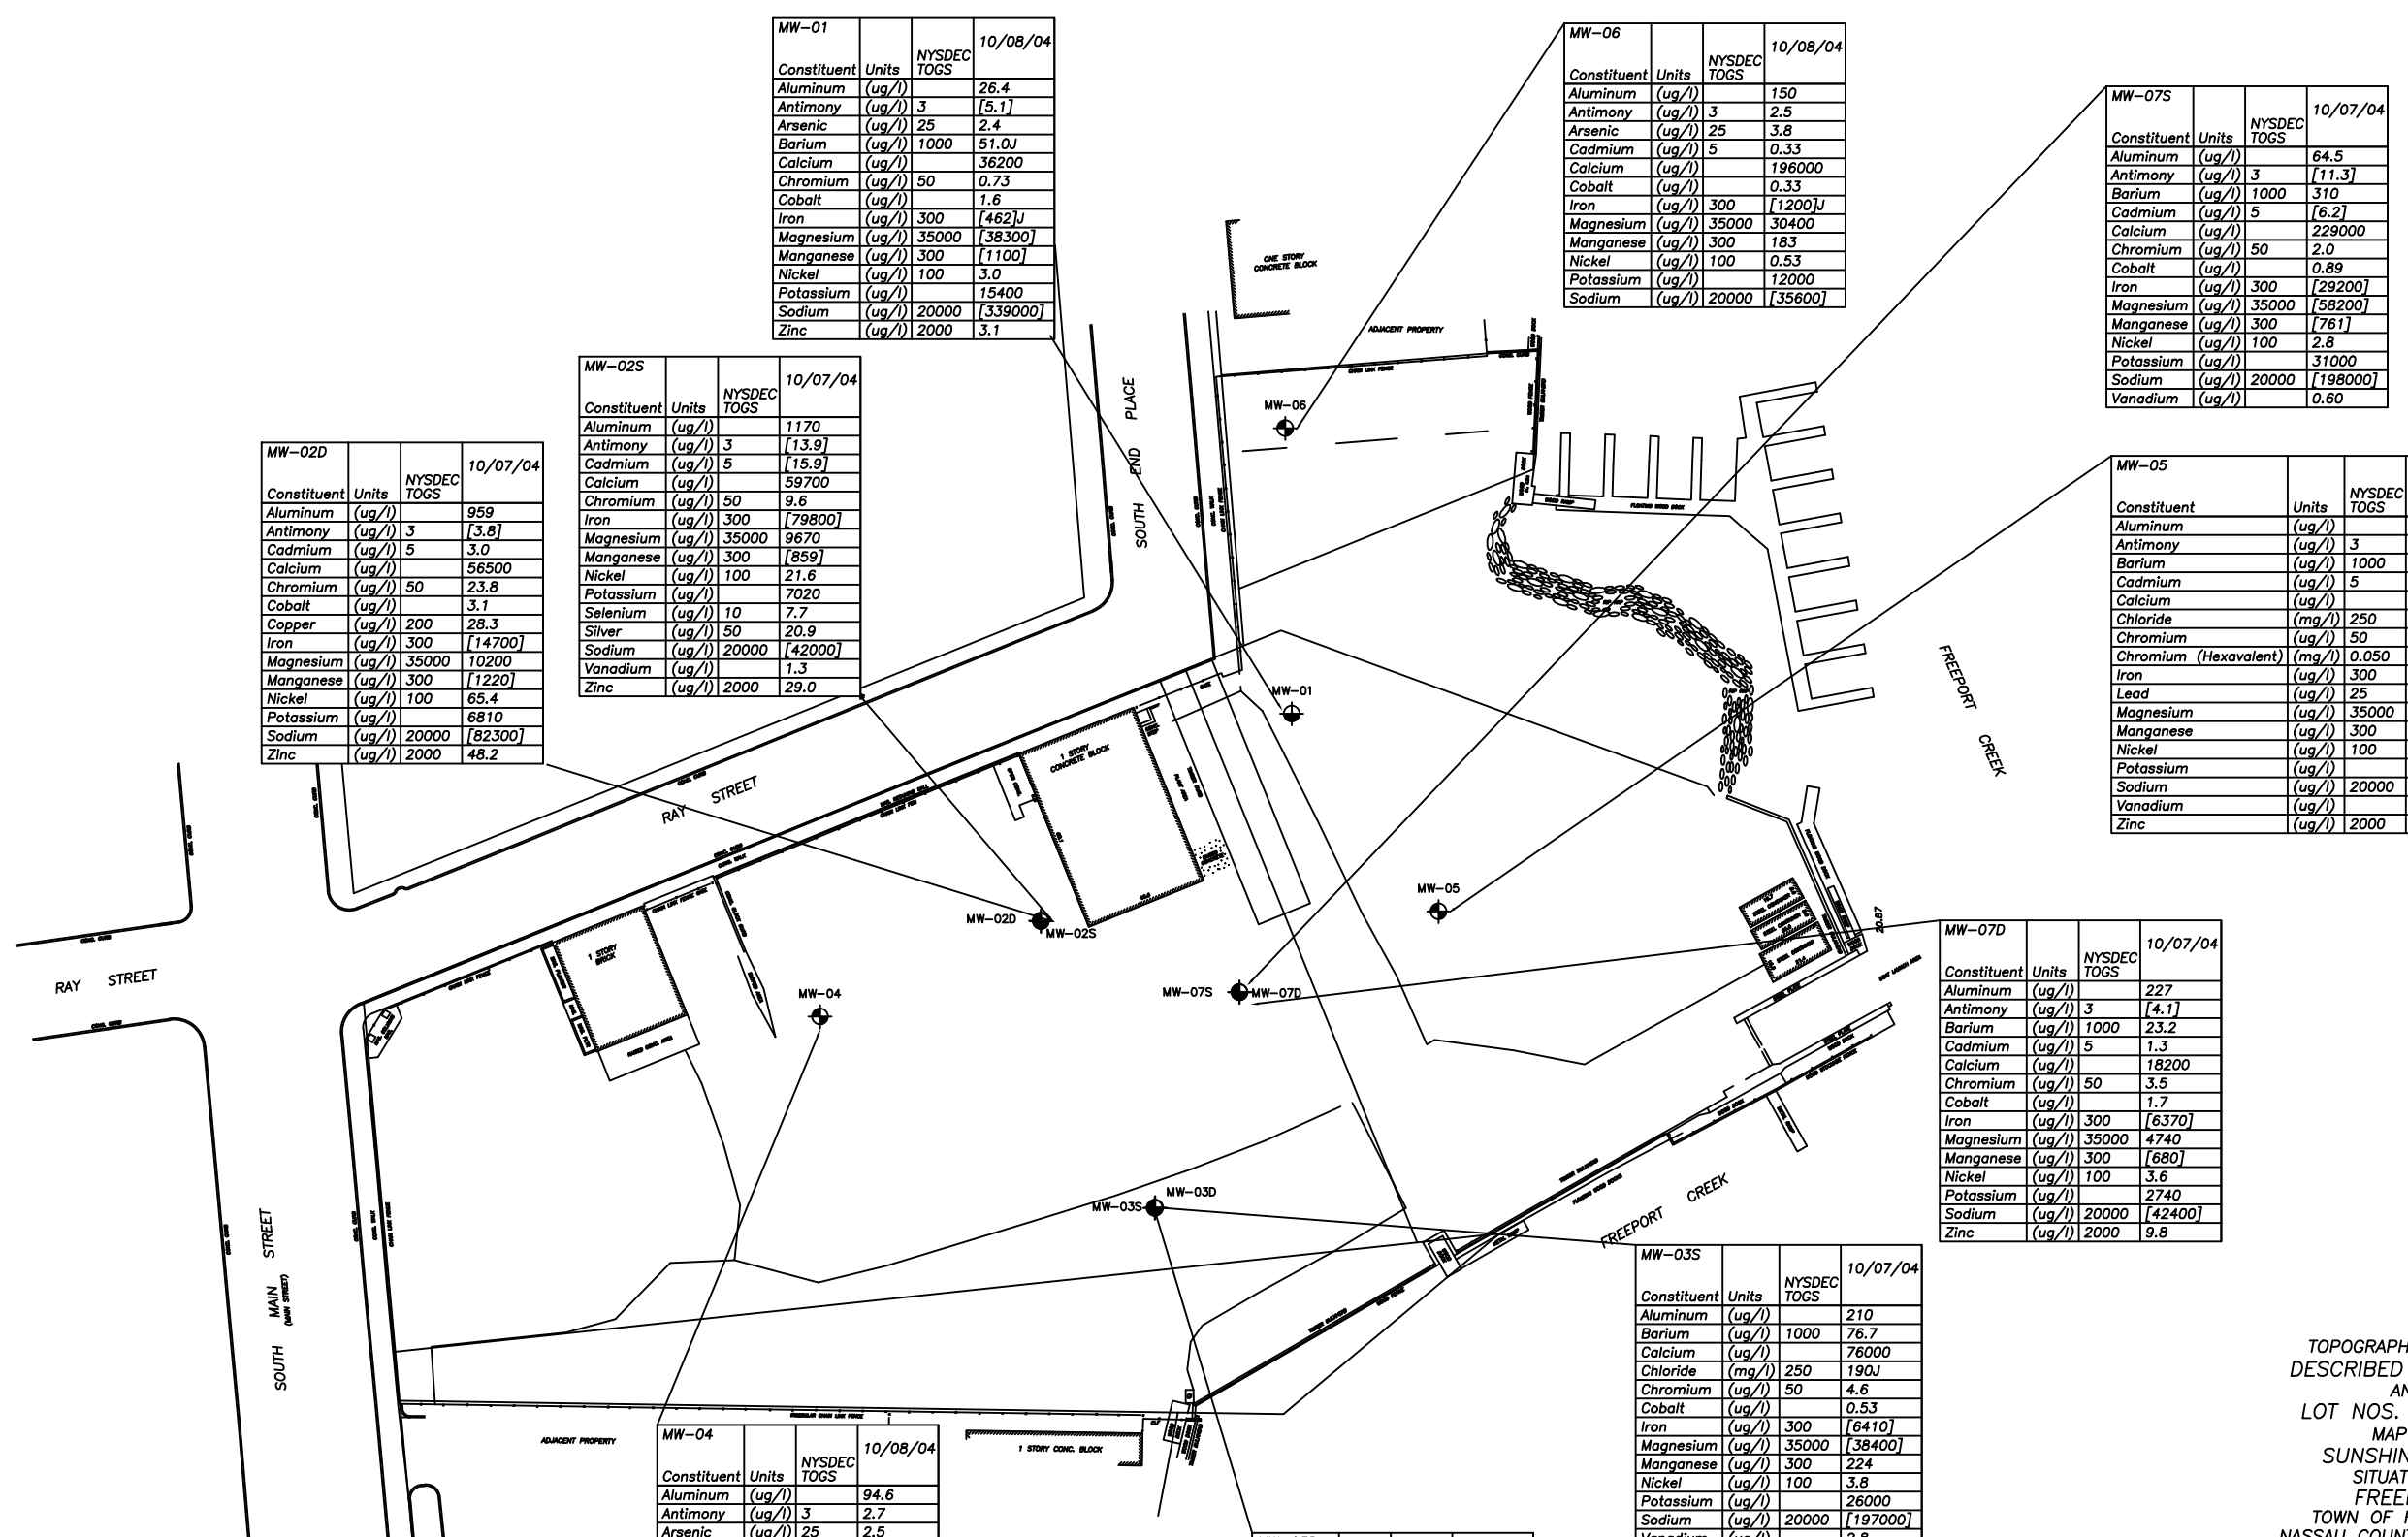 MW-01 10/08/04
Constituent Units NYSDEC TOGS
Aluminum (ug/l) 26.4
Antimony (ug/l) 3 [5.1]
Arsenic (ug/l) 25 2.4
Barium (ug/l) 1000 51.0J
Calcium (ug/l) 36200
Chromium (ug/l) 50 0.73
Cobalt (ug/l) 1.6
Iron (ug/l) 300 [462]J
Magnesium (ug/l) 35000 [38300]
Manganese (ug/l) 300 [1100]
Nickel (ug/l) 100 3.0
Potassium (ug/l) 15400
Sodium (ug/l) 20000 [339000]
Zinc (ug/l) 2000 3.1
MW-06 10/08/04
Constituent Units NYSDEC TOGS
Aluminum (ug/l) 150
Antimony (ug/l) 3 2.5
Arsenic (ug/l) 25 3.8
Cadmium (ug/l) 5 0.33
Calcium (ug/l) 196000
Cobalt (ug/l) 0.33
Iron (ug/l) 300 [1200]J
Magnesium (ug/l) 35000 30400
Manganese (ug/l) 300 183
Nickel (ug/l) 100 0.53
Potassium (ug/l) 12000
Sodium (ug/l) 20000 [35600]
MW-07S 10/07/04
Constituent Units NYSDEC TOGS
Aluminum (ug/l) 64.5
Antimony (ug/l) 3 [11.3]
Barium (ug/l) 1000 310
Cadmium (ug/l) 5 [6.2]
Calcium (ug/l) 229000
Chromium (ug/l) 50 2.0
Cobalt (ug/l) 0.89
Iron (ug/l) 300 [29200]
Magnesium (ug/l) 35000 [58200]
Manganese (ug/l) 300 [761]
Nickel (ug/l) 100 2.8
Potassium (ug/l) 31000
Sodium (ug/l) 20000 [198000]
Vanadium (ug/l) 0.60
MW-02S 10/07/04
Constituent Units NYSDEC TOGS
Aluminum (ug/l) 1170
Antimony (ug/l) 3 [13.9]
Cadmium (ug/l) 5 [15.9]
Calcium (ug/l) 59700
Chromium (ug/l) 50 9.6
Iron (ug/l) 300 [79800]
Magnesium (ug/l) 35000 9670
Manganese (ug/l) 300 [859]
Nickel (ug/l) 100 21.6
Potassium (ug/l) 7020
Selenium (ug/l) 10 7.7
Silver (ug/l) 50 20.9
Sodium (ug/l) 20000 [42000]
Vanadium (ug/l) 1.3
Zinc (ug/l) 2000 29.0
MW-02D 10/07/04
Constituent Units NYSDEC TOGS
Aluminum (ug/l) 959
Antimony (ug/l) 3 [3.8]
Cadmium (ug/l) 5 3.0
Calcium (ug/l) 56500
Chromium (ug/l) 50 23.8
Cobalt (ug/l) 3.1
Copper (ug/l) 200 28.3
Iron (ug/l) 300 [14700]
Magnesium (ug/l) 35000 10200
Manganese (ug/l) 300 [1220]
Nickel (ug/l) 100 65.4
Potassium (ug/l) 6810
Sodium (ug/l) 20000 [82300]
Zinc (ug/l) 2000 48.2
MW-05
Constituent Units NYSDEC TOGS
Aluminum (ug/l)
Antimony (ug/l) 3
Barium (ug/l) 1000
Cadmium (ug/l) 5
Calcium (ug/l)
Chloride (mg/l) 250
Chromium (ug/l) 50
Chromium (Hexavalent) (mg/l) 0.050
Iron (ug/l) 300
Lead (ug/l) 25
Magnesium (ug/l) 35000
Manganese (ug/l) 300
Nickel (ug/l) 100
Potassium (ug/l)
Sodium (ug/l) 20000
Vanadium (ug/l)
Zinc (ug/l) 2000
ONE STORY
CONCRETE BLOCK
ADJACENT PROPERTY
CHAIN LINK FENCE
SOUTH END PLACE
MW-06
FLOATING WOOD DOCK
WOOD RAMP
FREEPORT CREEK
MW-01
1 STORY
CONCRETE BLOCK
RAY STREET
MW-05
MW-02D
MW-02S
1 STORY
BRICK
RAY STREET
MW-04
MW-07S
MW-07D
20.87
BOAT LAUNCH AREA
MW-07D 10/07/04
Constituent Units NYSDEC TOGS
Aluminum (ug/l) 227
Antimony (ug/l) 3 [4.1]
Barium (ug/l) 1000 23.2
Cadmium (ug/l) 5 1.3
Calcium (ug/l) 18200
Chromium (ug/l) 50 3.5
Cobalt (ug/l) 1.7
Iron (ug/l) 300 [6370]
Magnesium (ug/l) 35000 4740
Manganese (ug/l) 300 [680]
Nickel (ug/l) 100 3.6
Potassium (ug/l) 2740
Sodium (ug/l) 20000 [42400]
Zinc (ug/l) 2000 9.8
MW-03S
MW-03D
FREEPORT CREEK
SOUTH MAIN STREET
(MAIN STREET)
MW-03S 10/07/04
Constituent Units NYSDEC TOGS
Aluminum (ug/l) 210
Barium (ug/l) 1000 76.7
Calcium (ug/l) 76000
Chloride (mg/l) 250 190J
Chromium (ug/l) 50 4.6
Cobalt (ug/l) 0.53
Iron (ug/l) 300 [6410]
Magnesium (ug/l) 35000 [38400]
Manganese (ug/l) 300 224
Nickel (ug/l) 100 3.8
Potassium (ug/l) 26000
Sodium (ug/l) 20000 [197000]
ADJACENT PROPERTY
1 STORY CONC. BLOCK
MW-04 10/08/04
Constituent Units NYSDEC TOGS
Aluminum (ug/l) 94.6
Antimony (ug/l) 3 2.7
Arsenic (ug/l) 25 2.5
TOPOGRAPH
DESCRIBED
AN
LOT NOS.
MAP
SUNSHIN
SITUAT
FREE
TOWN OF
NASSAU COUN